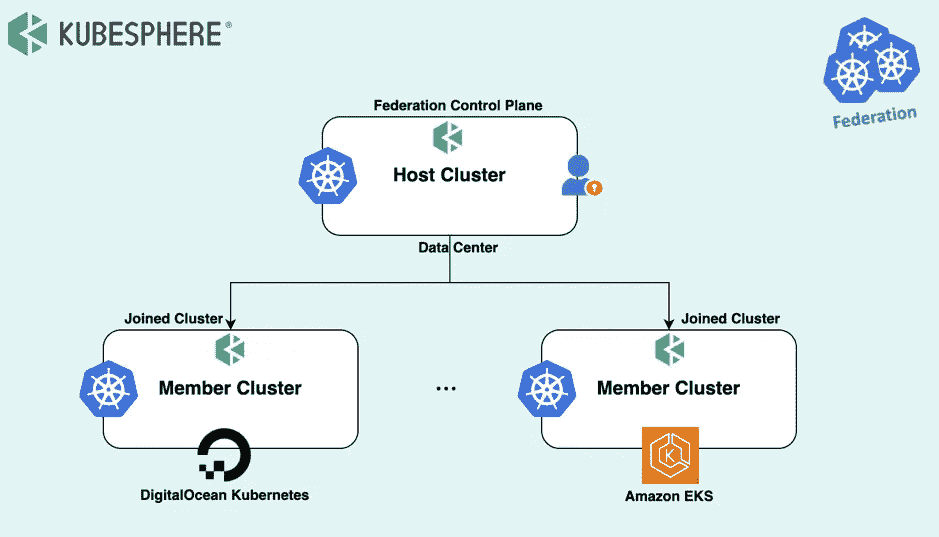 KUBESPHERE®
Federation
Federation Control Plane
Host Cluster
Data Center
Joined Cluster
Joined Cluster
Member Cluster
...
Member Cluster
K
DigitalOcean Kubernetes
Amazon EKS